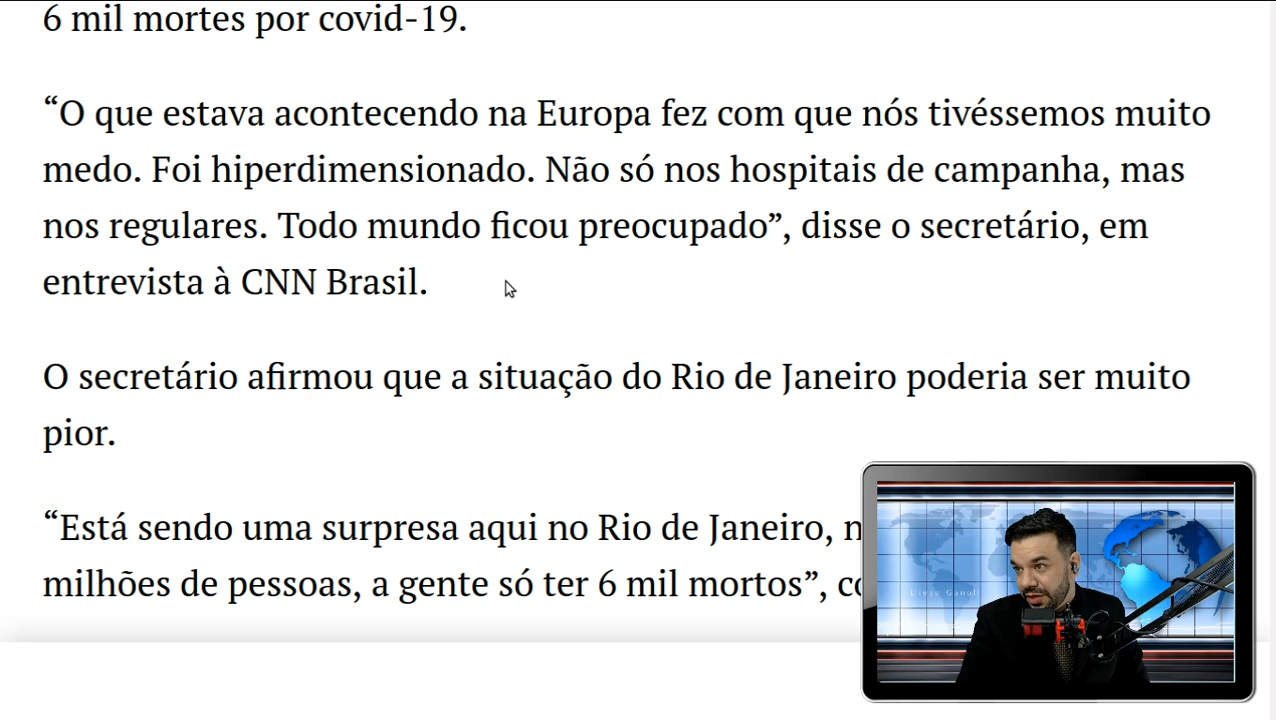 6 mil mortes por covid-19.
“O que estava acontecendo na Europa fez com que nós tivéssemos muito
medo. Foi hiperdimensionado. Não só nos hospitais de campanha, mas
nos regulares. Todo mundo ficou preocupado”, disse o secretário, em
entrevista à CNN Brasil.
O secretário afirmou que a situação do Rio de Janeiro poderia ser muito
pior.
“Está sendo uma surpresa aqui no Rio de Janeiro,
milhões de pessoas, a gente só ter 6 mil mortos”,